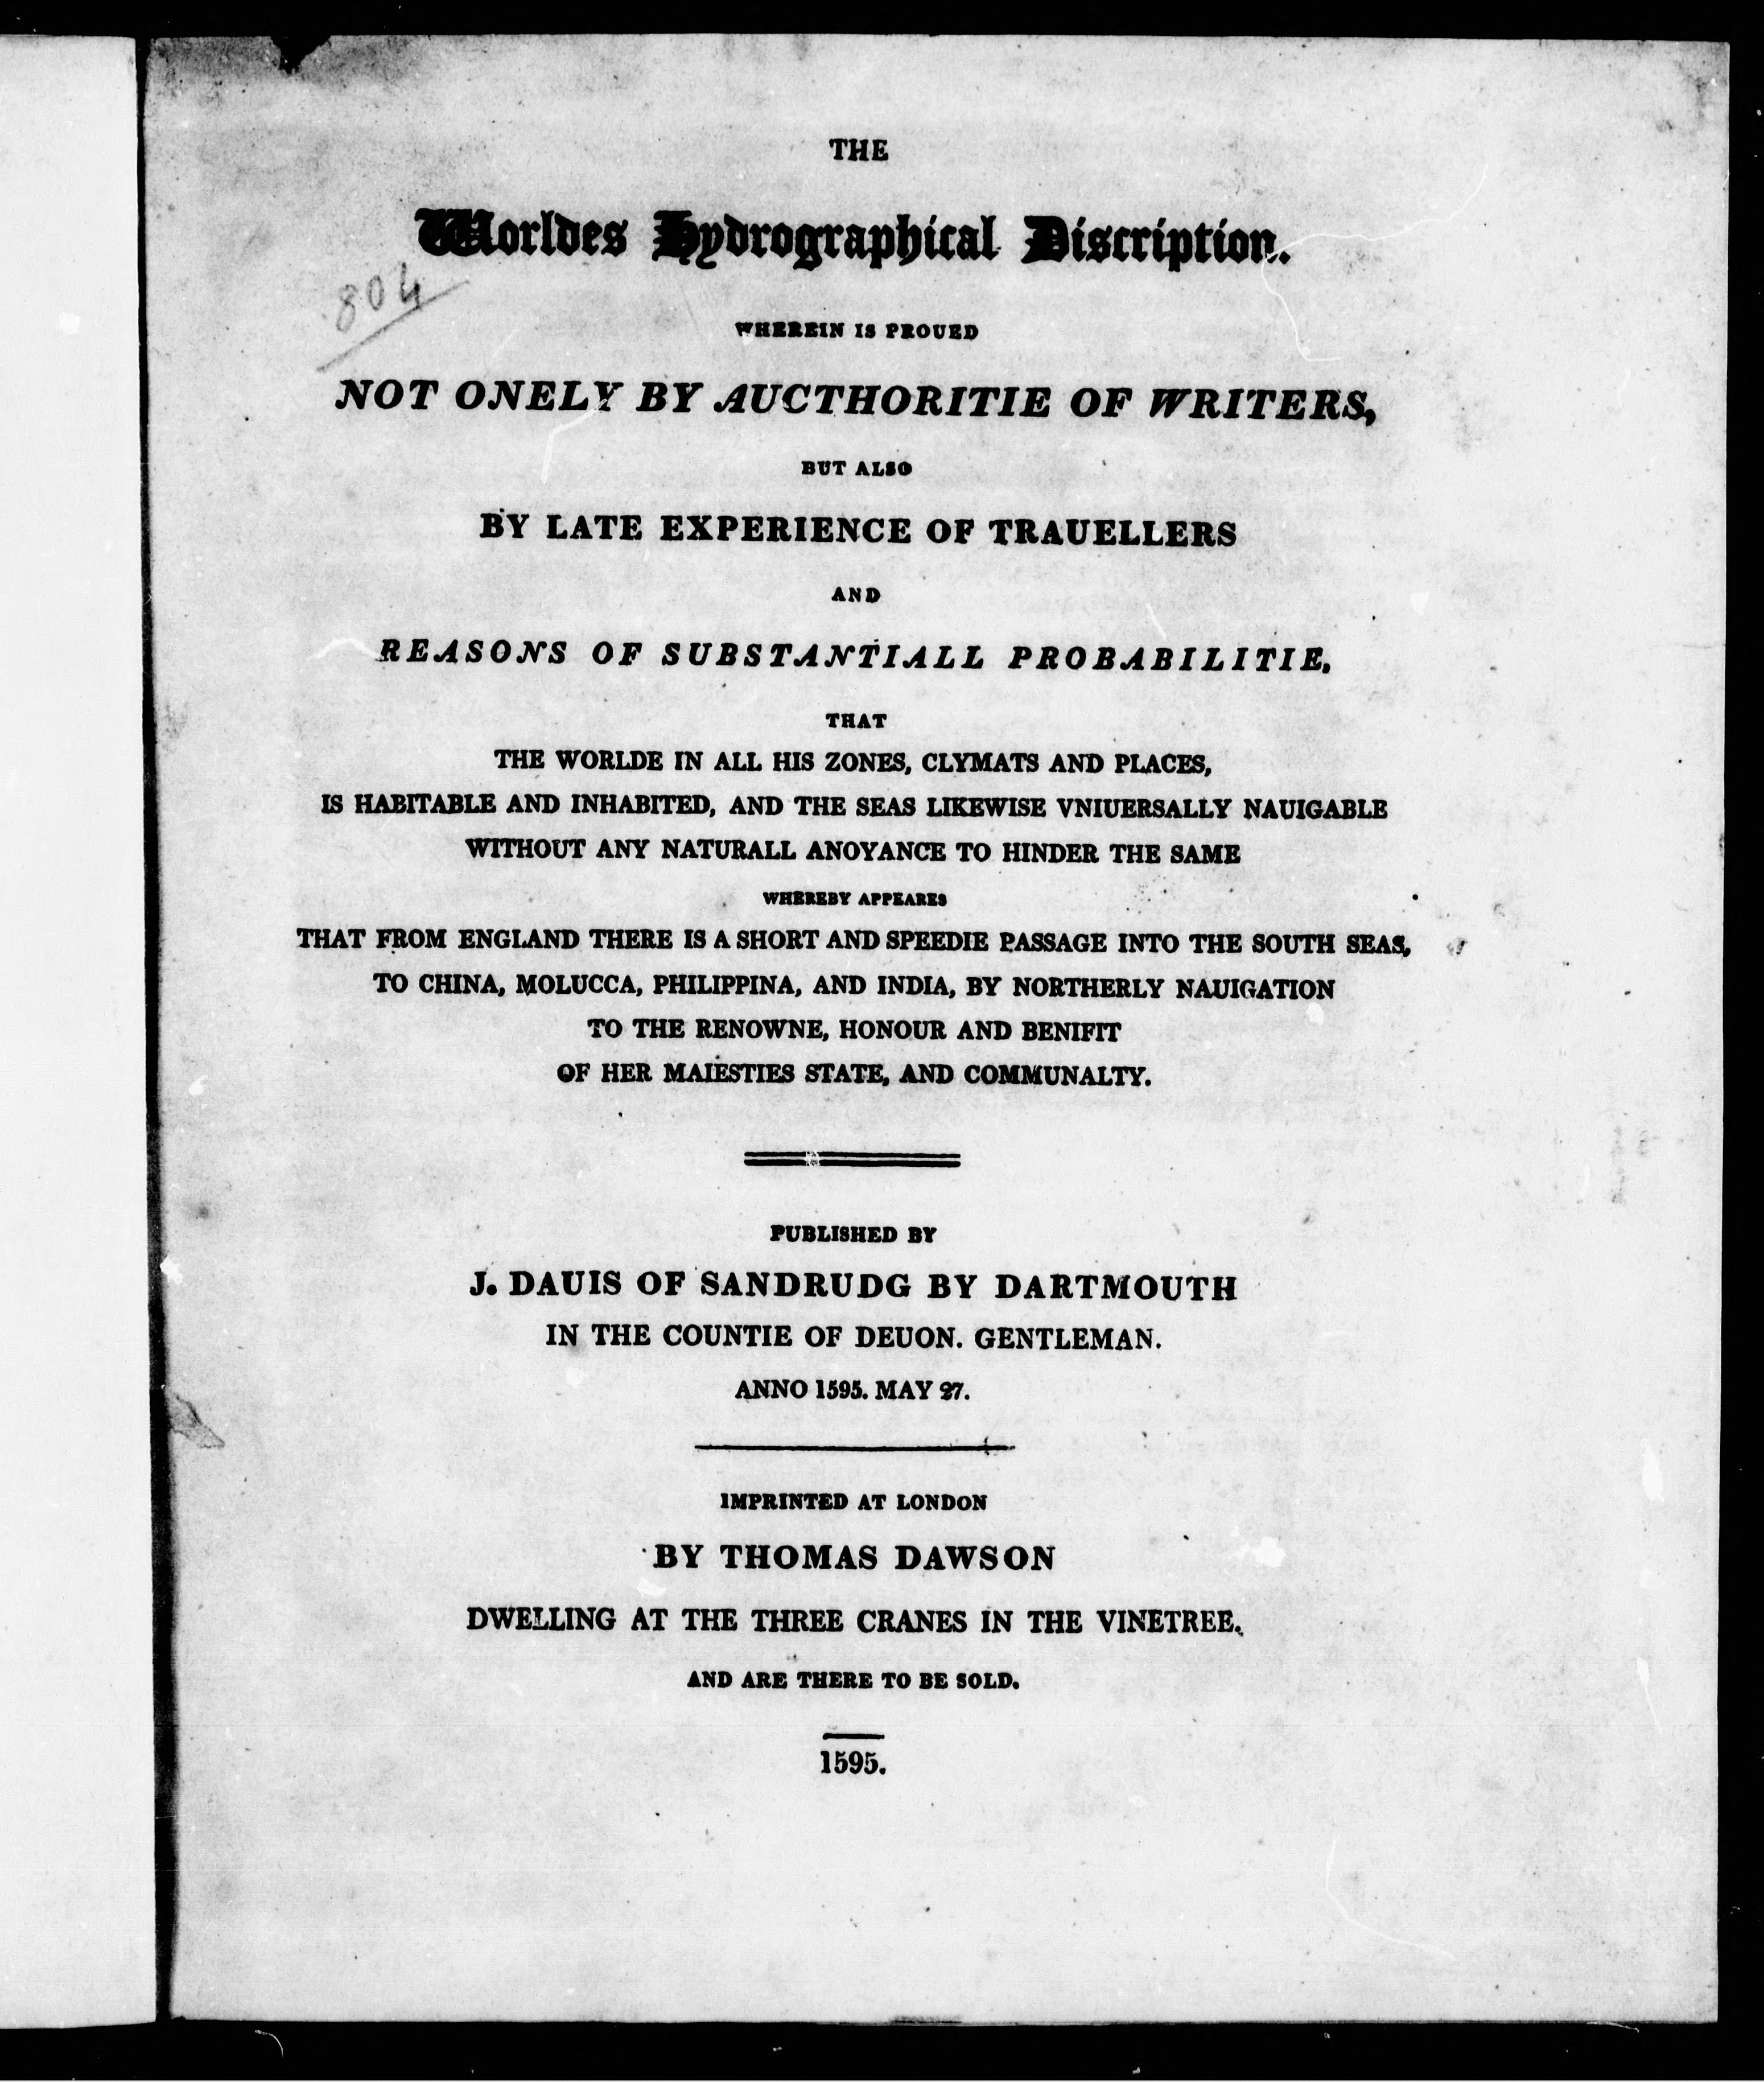 THE
Worldes Hydrographical Discription.
804
WHEREIN IS PROUED
NOT ONELY BY AUCTHORITIE OF WRITERS,
BUT ALSO
BY LATE EXPERIENCE OF TRAUELLERS
AND
REASONS OF SUBSTANTIALL PROBABILITIE,
THAT
THE WORLDE IN ALL HIS ZONES, CLYMATS AND PLACES,
IS HABITABLE AND INHABITED, AND THE SEAS LIKEWISE VNIUERSALLY NAUIGABLE
WITHOUT ANY NATURALL ANOYANCE TO HINDER THE SAME
WHEREBY APPEARES
THAT FROM ENGLAND THERE IS A SHORT AND SPEEDIE PASSAGE INTO THE SOUTH SEAS,
TO CHINA, MOLUCCA, PHILIPPINA, AND INDIA, BY NORTHERLY NAUIGATION
TO THE RENOWNE, HONOUR AND BENIFIT
OF HER MAIESTIES STATE, AND COMMUNALTY.
PUBLISHED BY
J. DAUIS OF SANDRUDG BY DARTMOUTH
IN THE COUNTIE OF DEUON. GENTLEMAN.
ANNO 1595. MAY 27.
IMPRINTED AT LONDON
BY THOMAS DAWSON
DWELLING AT THE THREE CRANES IN THE VINETREE.
AND ARE THERE TO BE SOLD.
1595.